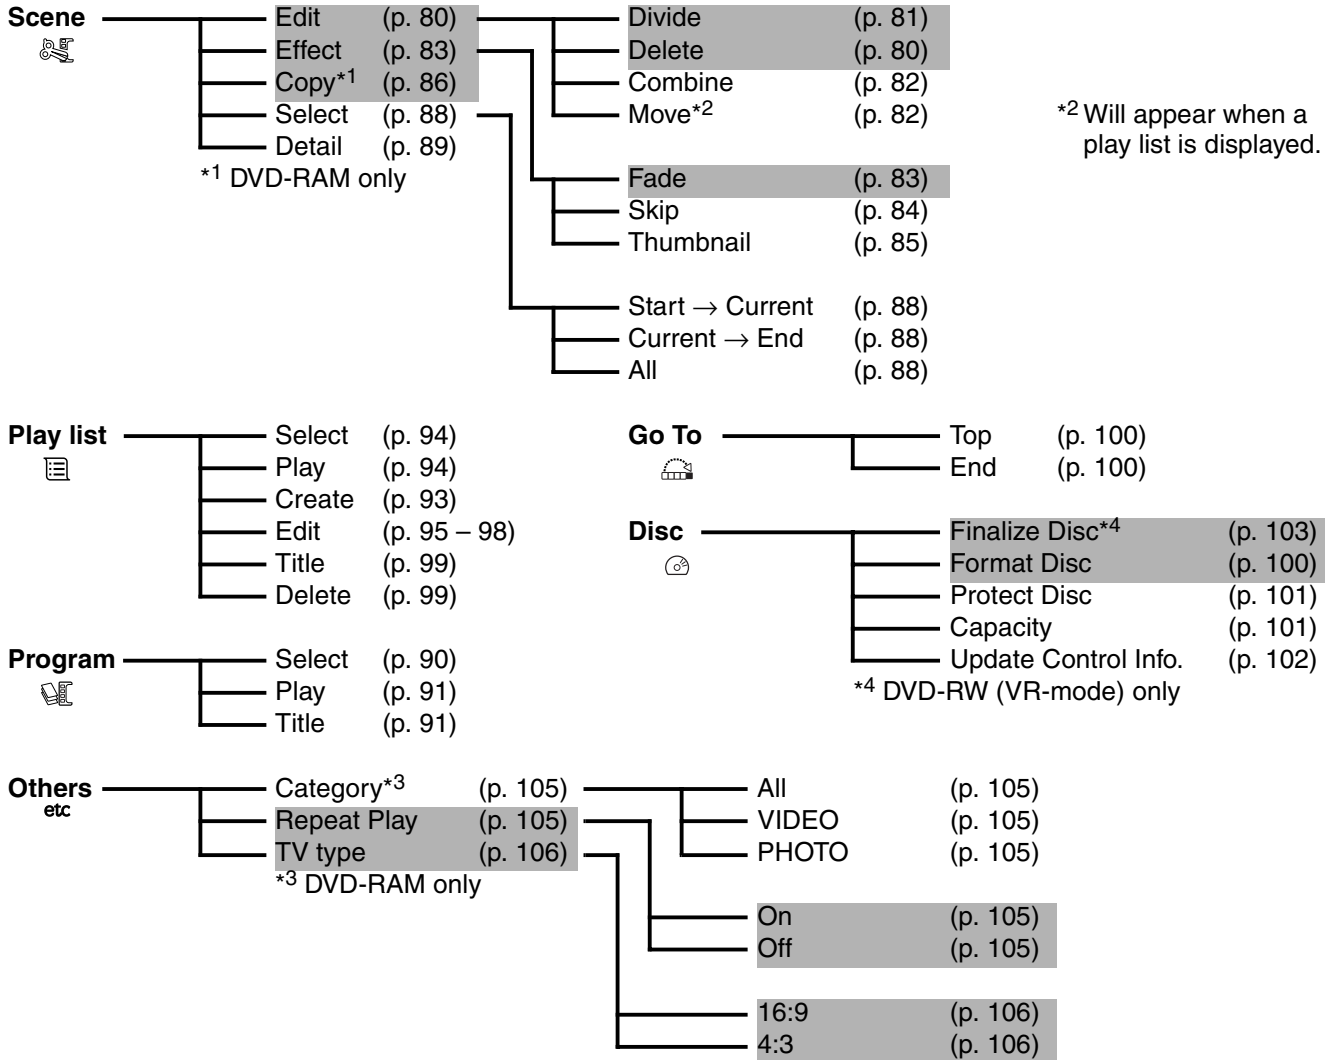 Scene Edit (p. 80) Divide (p. 81)
Effect (p. 83) Delete (p. 80)
Copy*1 (p. 86) Combine (p. 82)
Select (p. 88) Move*2 (p. 82) *2 Will appear when a
Detail (p. 89) play list is displayed.
*1 DVD-RAM only Fade (p. 83)
Skip (p. 84)
Thumbnail (p. 85)
Start → Current (p. 88)
Current → End (p. 88)
All (p. 88)
Play list Select (p. 94) Go To Top (p. 100)
Play (p. 94) End (p. 100)
Create (p. 93)
Edit (p. 95 – 98) Disc Finalize Disc*4 (p. 103)
Title (p. 99) Format Disc (p. 100)
Delete (p. 99) Protect Disc (p. 101)
Capacity (p. 101)
Program Select (p. 90) Update Control Info. (p. 102)
Play (p. 91) *4 DVD-RW (VR-mode) only
Title (p. 91)
Others Category*3 (p. 105) All (p. 105)
etc Repeat Play (p. 105) VIDEO (p. 105)
TV type (p. 106) PHOTO (p. 105)
*3 DVD-RAM only
On (p. 105)
Off (p. 105)
16:9 (p. 106)
4:3 (p. 106)